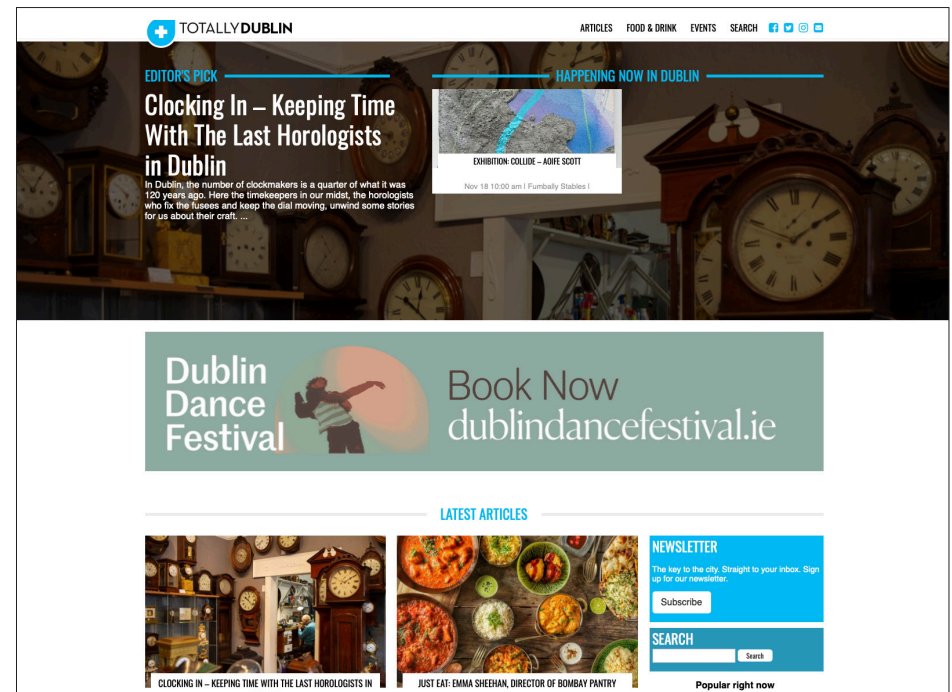 TOTALLYDUBLIN
ARTICLES FOOD & DRINK EVENTS SEARCH
EDITOR'S PICK
Clocking In – Keeping Time
With The Last Horologists
in Dublin
In Dublin, the number of clockmakers is a quarter of what it was
120 years ago. Here the timekeepers in our midst, the horologists
who fix the fusees and keep the dial moving, unwind some stories
for us about their craft. ...
HAPPENING NOW IN DUBLIN
EXHIBITION: COLLIDE – AOIFE SCOTT
Nov 18 10:00 am | Fumbally Stables |
Dublin
Dance
Festival
Book Now
dublindancefestival.ie
LATEST ARTICLES
CLOCKING IN – KEEPING TIME WITH THE LAST HOROLOGISTS IN
JUST EAT: EMMA SHEEHAN, DIRECTOR OF BOMBAY PANTRY
NEWSLETTER
The key to the city. Straight to your inbox. Sign
up for our newsletter.
Subscribe
SEARCH
Search
Popular right now